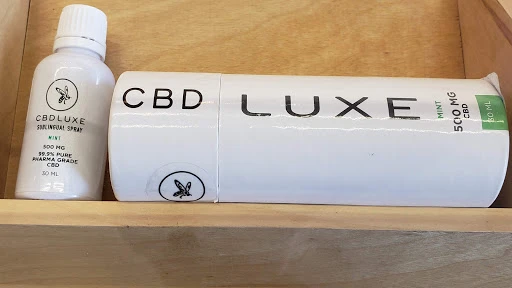 CBDLUXE
SUBLINGUAL SPRAY
MINT
500 MG
99.9% PURE
PHARMA GRADE
CBD
30 ML
CBD LUXE
MINT
500 MG
CBD
30 ML